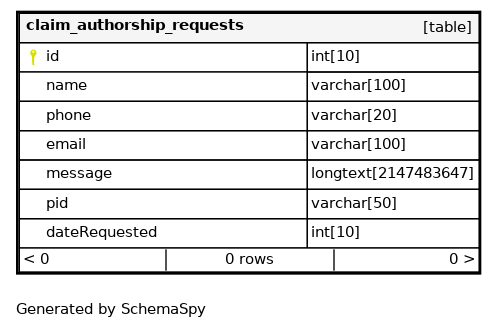 claim_authorship_requests [table]
id int[10]
name varchar[100]
phone varchar[20]
email varchar[100]
message longtext[2147483647]
pid varchar[50]
dateRequested int[10]
< 0 0 rows 0 >
Generated by SchemaSpy